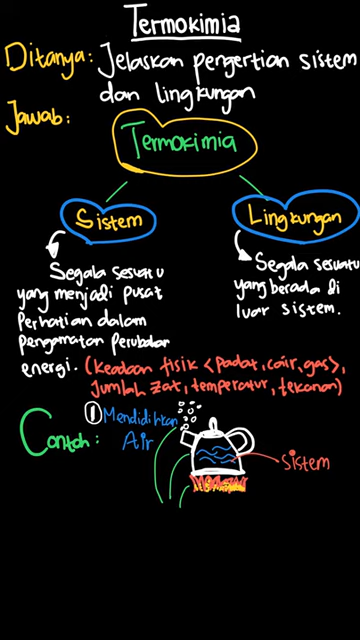 Termokimia
Ditanya: Jelaskan pengertian sistem
dan lingkungan
Jawab:
Termokimia
Sistem
Lingkungan
Segala sesuatu
yang menjadi pusat
perhatian dalam
pengamatan perubahan
energi.
Segala sesuatu
yang berada di
luar sistem.
(keadaan fisik <padat, cair, gas>,
jumlah zat, temperatur, tekanan)
Contoh:
1 Mendidihkan
Air
sistem